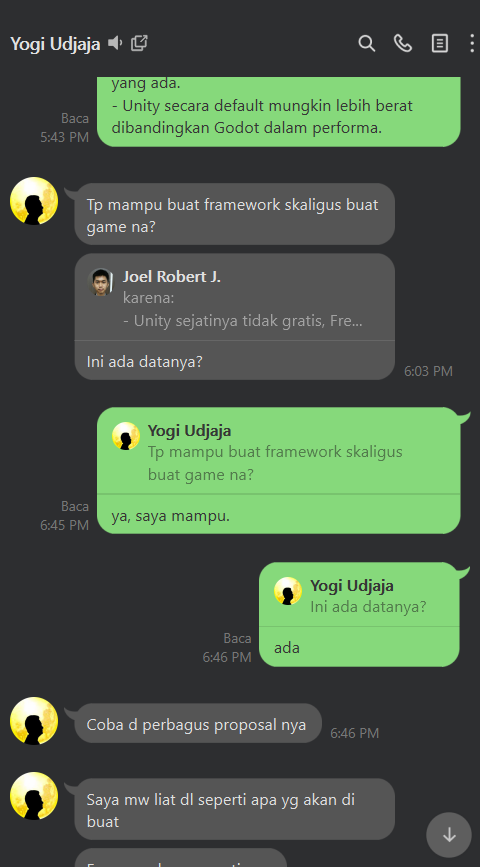 Yogi Udjaja
yang ada.
- Unity secara default mungkin lebih berat
dibandingkan Godot dalam performa.
Baca
5:43 PM
Tp mampu buat framework skaligus buat
game na?
Joel Robert J.
karena:
- Unity sejatinya tidak gratis, Fre...
Ini ada datanya?
6:03 PM
Yogi Udjaja
Tp mampu buat framework skaligus
buat game na?
ya, saya mampu.
Baca
6:45 PM
Yogi Udjaja
Ini ada datanya?
ada
Baca
6:46 PM
Coba d perbagus proposal nya
6:46 PM
Saya mw liat dl seperti apa yg akan di
buat